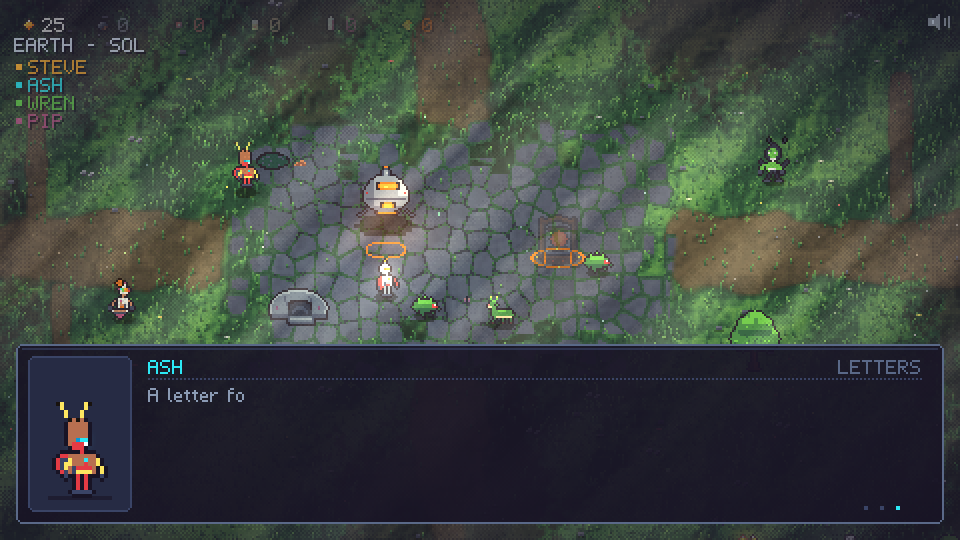 25 0 0 0 0 0
EARTH - SOL
STEVE
ASH
WREN
PIP
ASH
LETTERS
A letter fo